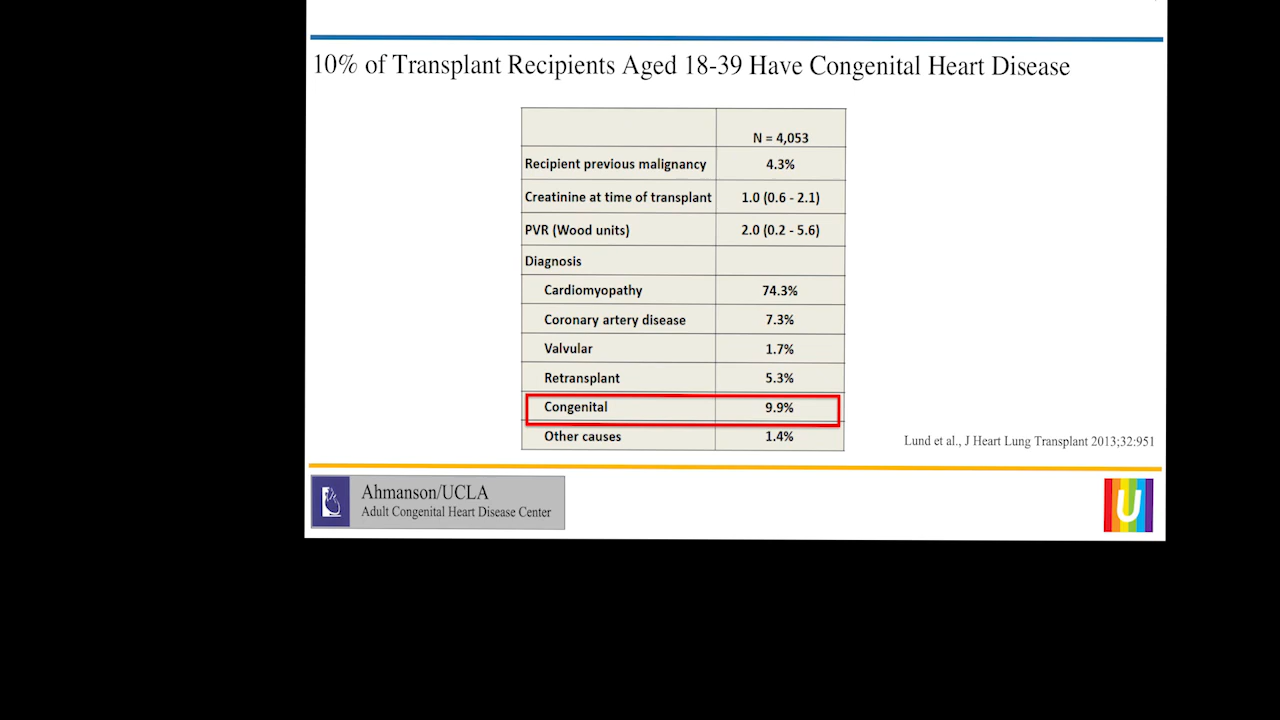 10% of Transplant Recipients Aged 18-39 Have Congenital Heart Disease
N = 4,053
Recipient previous malignancy 4.3%
Creatinine at time of transplant 1.0 (0.6 - 2.1)
PVR (Wood units) 2.0 (0.2 - 5.6)
Diagnosis
Cardiomyopathy 74.3%
Coronary artery disease 7.3%
Valvular 1.7%
Retransplant 5.3%
Congenital 9.9%
Other causes 1.4%
Lund et al., J Heart Lung Transplant 2013;32:951
Ahmanson/UCLA
Adult Congenital Heart Disease Center
U